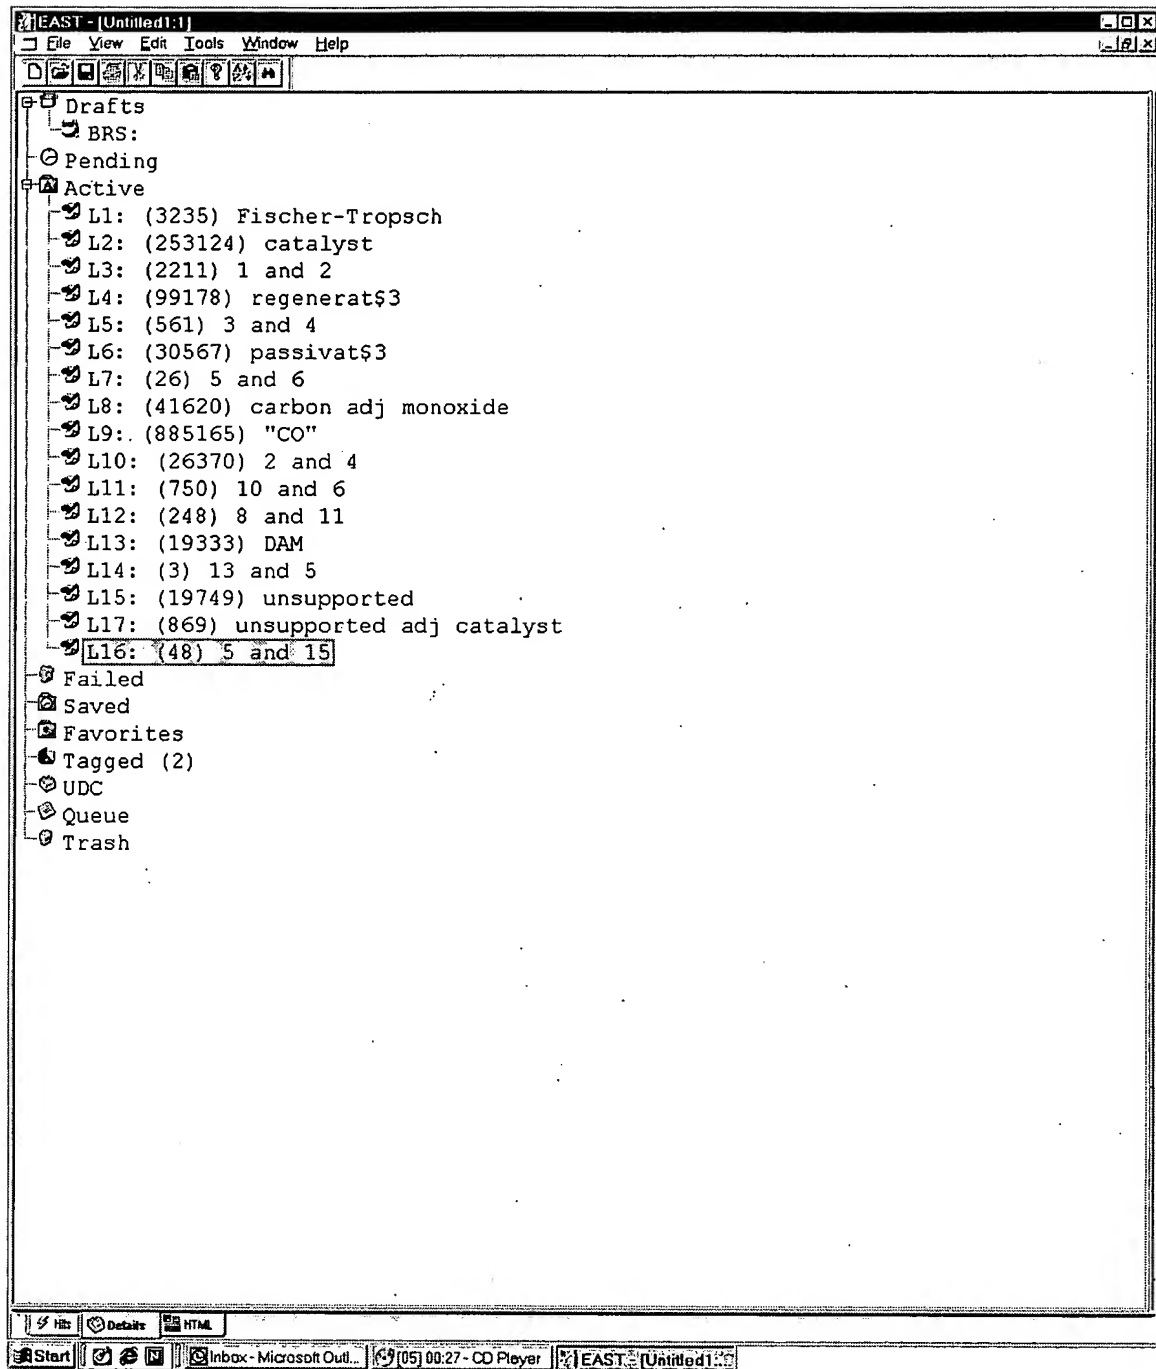 EAST - [Untitled1:1]
File View Edit Tools Window Help
Drafts
BRS:
Pending
Active
L1: (3235) Fischer-Tropsch
L2: (253124) catalyst
L3: (2211) 1 and 2
L4: (99178) regenerat$3
L5: (561) 3 and 4
L6: (30567) passivat$3
L7: (26) 5 and 6
L8: (41620) carbon adj monoxide
L9: (885165) "CO"
L10: (26370) 2 and 4
L11: (750) 10 and 6
L12: (248) 8 and 11
L13: (19333) DAM
L14: (3) 13 and 5
L15: (19749) unsupported
L17: (869) unsupported adj catalyst
L16: (48) 5 and 15
Failed
Saved
Favorites
Tagged (2)
UDC
Queue
Trash
Hits Details HTML
Start Inbox - Microsoft Outl... [05] 00:27 - CD Player EAST - [Untitled1:1]